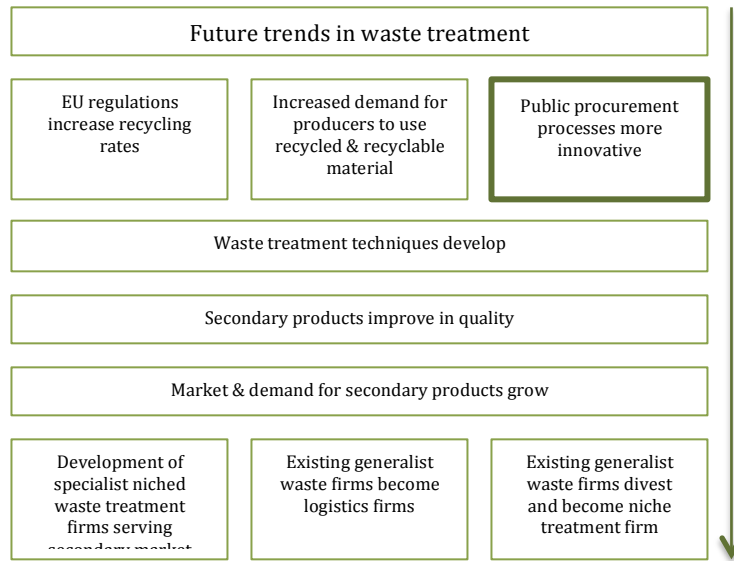 Future trends in waste treatment
EU regulations
increase recycling
rates
Increased demand for
producers to use
recycled & recyclable
material
Public procurement
processes more
innovative
Waste treatment techniques develop
Secondary products improve in quality
Market & demand for secondary products grow
Development of
specialist niched
waste treatment
firms serving
secondary market
Existing generalist
waste firms become
logistics firms
Existing generalist
waste firms divest
and become niche
treatment firm